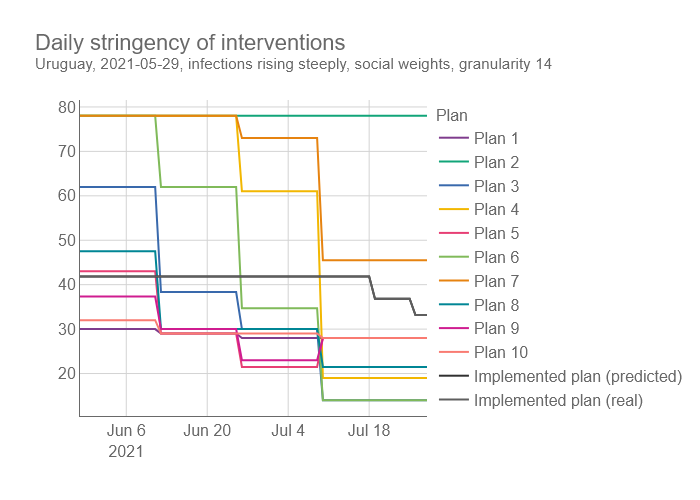 Daily stringency of interventions
Uruguay, 2021-05-29, infections rising steeply, social weights, granularity 14
80
70
60
50
40
30
20
Jun 6
2021
Jun 20
Jul 4
Jul 18
Plan
Plan 1
Plan 2
Plan 3
Plan 4
Plan 5
Plan 6
Plan 7
Plan 8
Plan 9
Plan 10
Implemented plan (predicted)
Implemented plan (real)